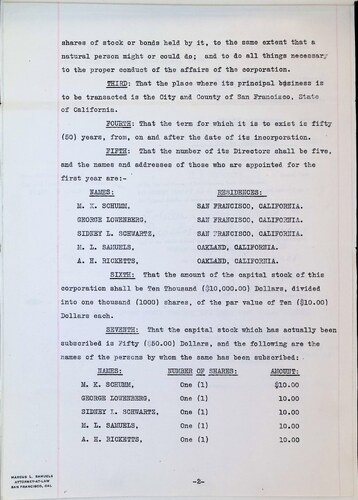 shares of stock or bonds held by it, to the same extent that a
natural person might or could do; and to do all things necessary
to the proper conduct of the affairs of the corporation.
THIRD: That the place where its principal business is
to be transacted is the City and County of San Francisco, State
of California.
FOURTH: That the term for which it is to exist is fifty
(50) years, from, on and after the date of its incorporation.
FIFTH: That the number of its Directors shall be five,
and the names and addresses of those who are appointed for the
first year are:-
NAMES: RESIDENCES:
M. K. SCHUMM, SAN FRANCISCO, CALIFORNIA.
GEORGE LOWENBERG, SAN FRANCISCO, CALIFORNIA.
SIDNEY L. SCHWARTZ, SAN FRANCISCO, CALIFORNIA.
M. L. SAMUELS, OAKLAND, CALIFORNIA.
A. H. RICKETTS, OAKLAND, CALIFORNIA.
SIXTH: That the amount of the capital stock of this
corporation shall be Ten Thousand ($10,000.00) Dollars, divided
into one thousand (1000) shares, of the par value of Ten ($10.00)
Dollars each.
SEVENTH: That the capital stock which has actually been
subscribed is Fifty ($50.00) Dollars, and the following are the
names of the persons by whom the same has been subscribed:
NAMES: NUMBER OF SHARES: AMOUNT:
M. K. SCHUMM, One (1) $10.00
GEORGE LOWENBERG, One (1) 10.00
SIDNEY L. SCHWARTZ, One (1) 10.00
M. L. SAMUELS, One (1) 10.00
A. H. RICKETTS, One (1) 10.00
MARCUS L. SAMUELS
ATTORNEY-AT-LAW
SAN FRANCISCO, CAL
-2-